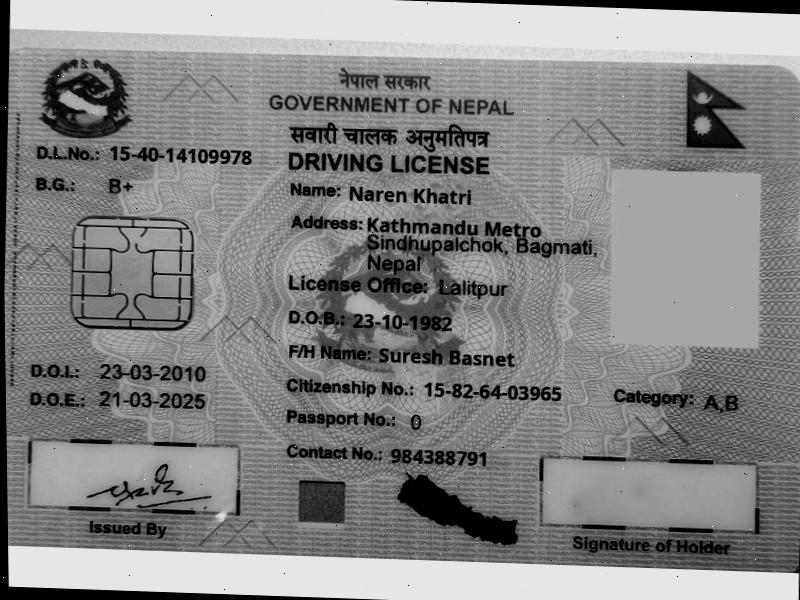 नेपाल सरकार
GOVERNMENT OF NEPAL
सवारी चालक अनुमतिपत्र
DRIVING LICENSE
D.L.No.: 15-40-14109978
B.G.: B+
Name: Naren Khatri
Address: Kathmandu Metro
Sindhupalchok, Bagmati,
Nepal
License Office: Lalitpur
D.O.B.: 23-10-1982
F/H Name: Suresh Basnet
D.O.I.: 23-03-2010
D.O.E.: 21-03-2025
Citizenship No.: 15-82-64-03965
Category: A,B
Passport No.: 0
Contact No.: 984388791
Issued By
Signature of Holder